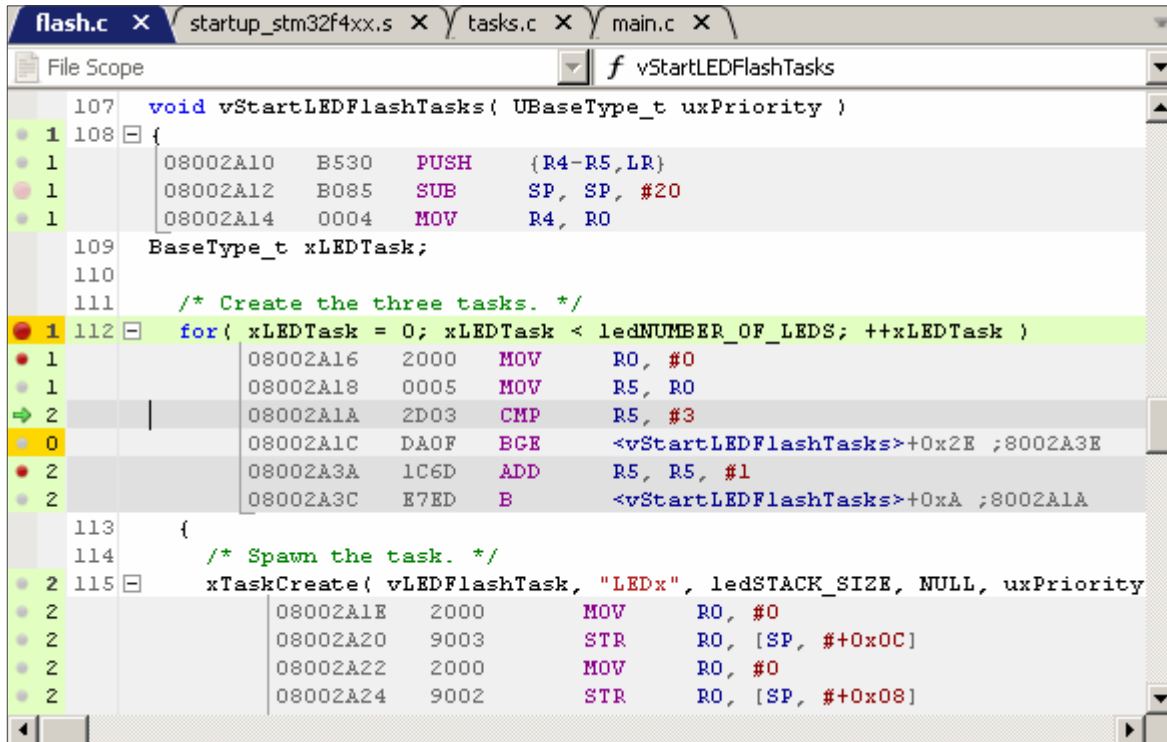 flash.c × startup_stm32f4xx.s × tasks.c × main.c ×
File Scope f vStartLEDFlashTasks
107 void vStartLEDFlashTasks( UBaseType_t uxPriority )
1 108 {
1 08002A10 B530 PUSH {R4-R5,LR}
1 08002A12 B085 SUB SP, SP, #20
1 08002A14 0004 MOV R4, R0
109 BaseType_t xLEDTask;
110
111 /* Create the three tasks. */
1 112 for( xLEDTask = 0; xLEDTask < ledNUMBER_OF_LEDS; ++xLEDTask )
1 08002A16 2000 MOV R0, #0
1 08002A18 0005 MOV R5, R0
2 08002A1A 2D03 CMP R5, #3
0 08002A1C DA0F BGE <vStartLEDFlashTasks>+0x2E ;8002A3E
2 08002A3A 1C6D ADD R5, R5, #1
2 08002A3C E7ED B <vStartLEDFlashTasks>+0xA ;8002A1A
113 {
114 /* Spawn the task. */
2 115 xTaskCreate( vLEDFlashTask, "LEDx", ledSTACK_SIZE, NULL, uxPriority
2 08002A1E 2000 MOV R0, #0
2 08002A20 9003 STR R0, [SP, #+0x0C]
2 08002A22 2000 MOV R0, #0
2 08002A24 9002 STR R0, [SP, #+0x08]